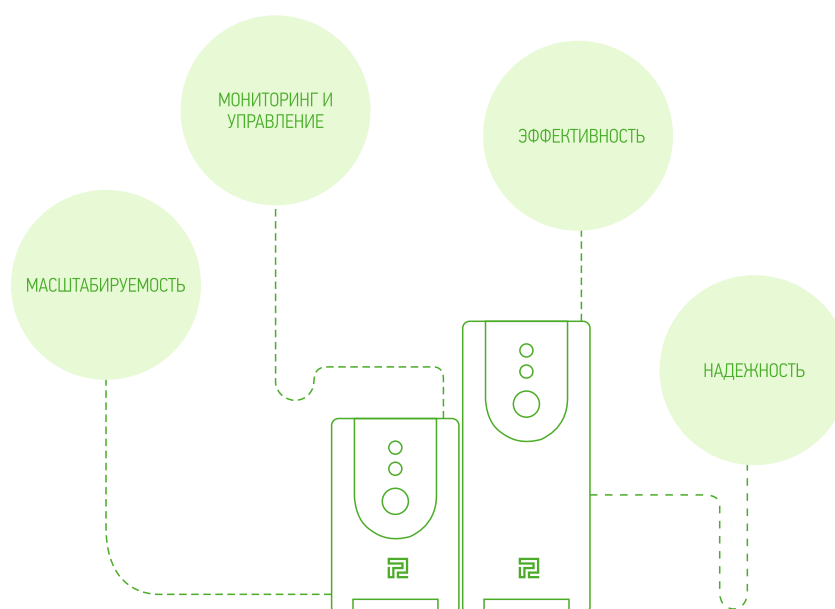 МОНИТОРИНГ И
УПРАВЛЕНИЕ
ЭФФЕКТИВНОСТЬ
МАСШТАБИРУЕМОСТЬ
НАДЕЖНОСТЬ